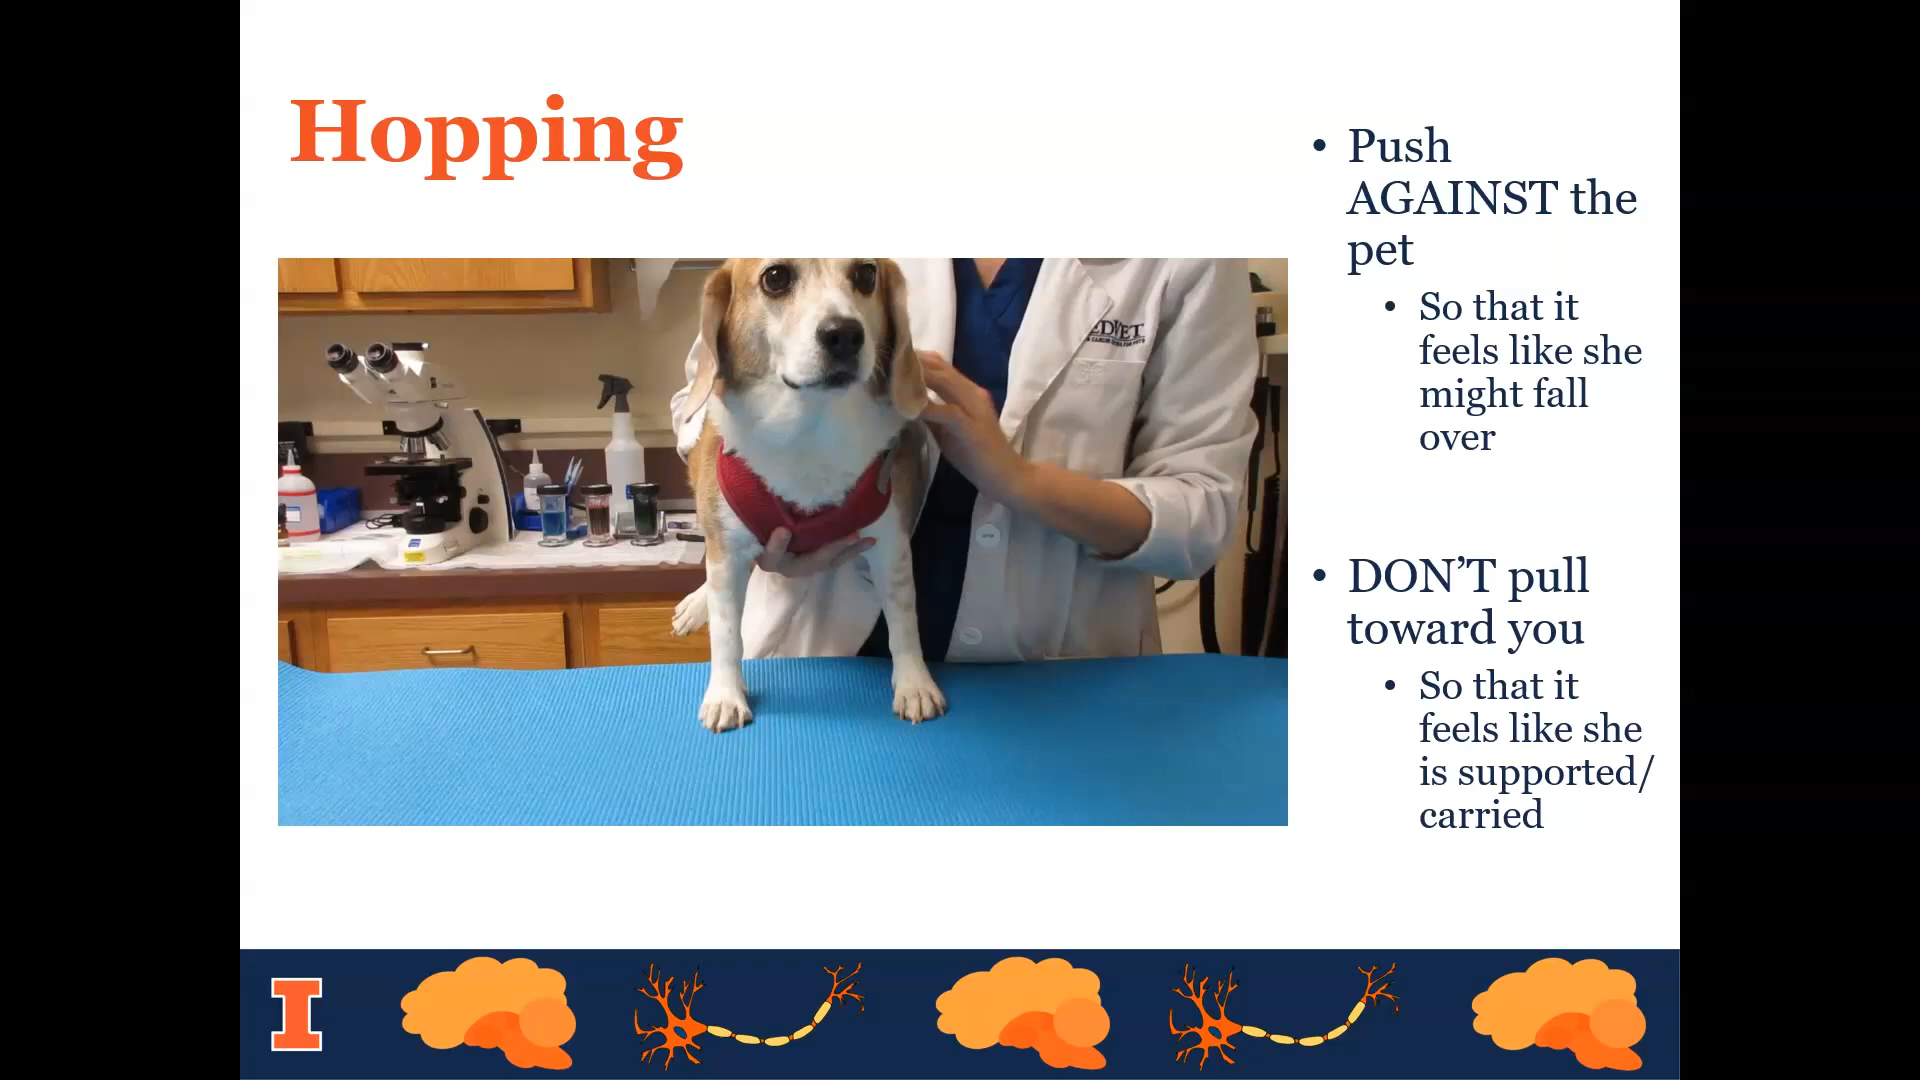 Hopping
• Push
AGAINST the
pet
• So that it
feels like she
might fall
over
• DON’T pull
toward you
• So that it
feels like she
is supported/
carried
I